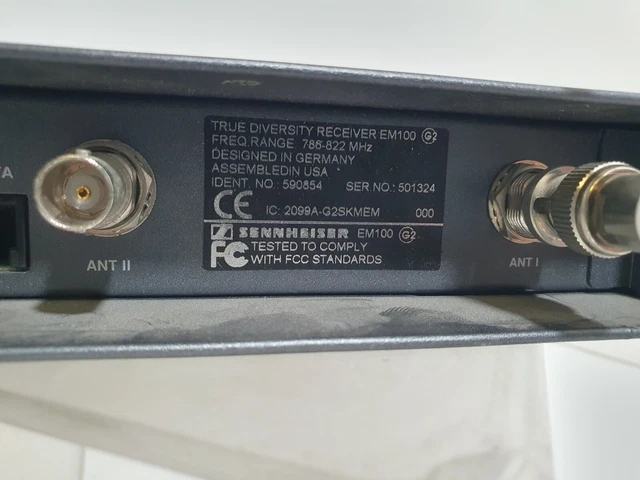 TRUE DIVERSITY RECEIVER EM100 G2
FREQ.RANGE 786-822 MHz
DESIGNED IN GERMANY
ASSEMBLEDIN USA
IDENT. NO.: 590854 SER.NO.: 501324
CE IC: 2099A-G2SKMEM 000
SENNHEISER EM100 G2
FC TESTED TO COMPLY
WITH FCC STANDARDS
TA
ANT II
ANT I